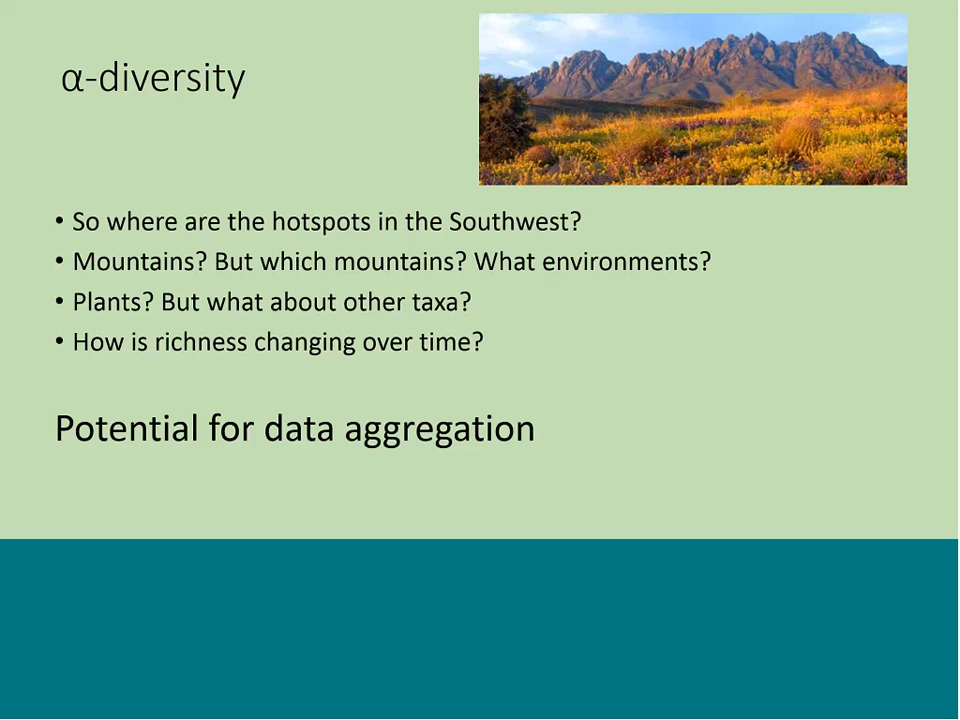 α-diversity
• So where are the hotspots in the Southwest?
• Mountains? But which mountains? What environments?
• Plants? But what about other taxa?
• How is richness changing over time?
Potential for data aggregation